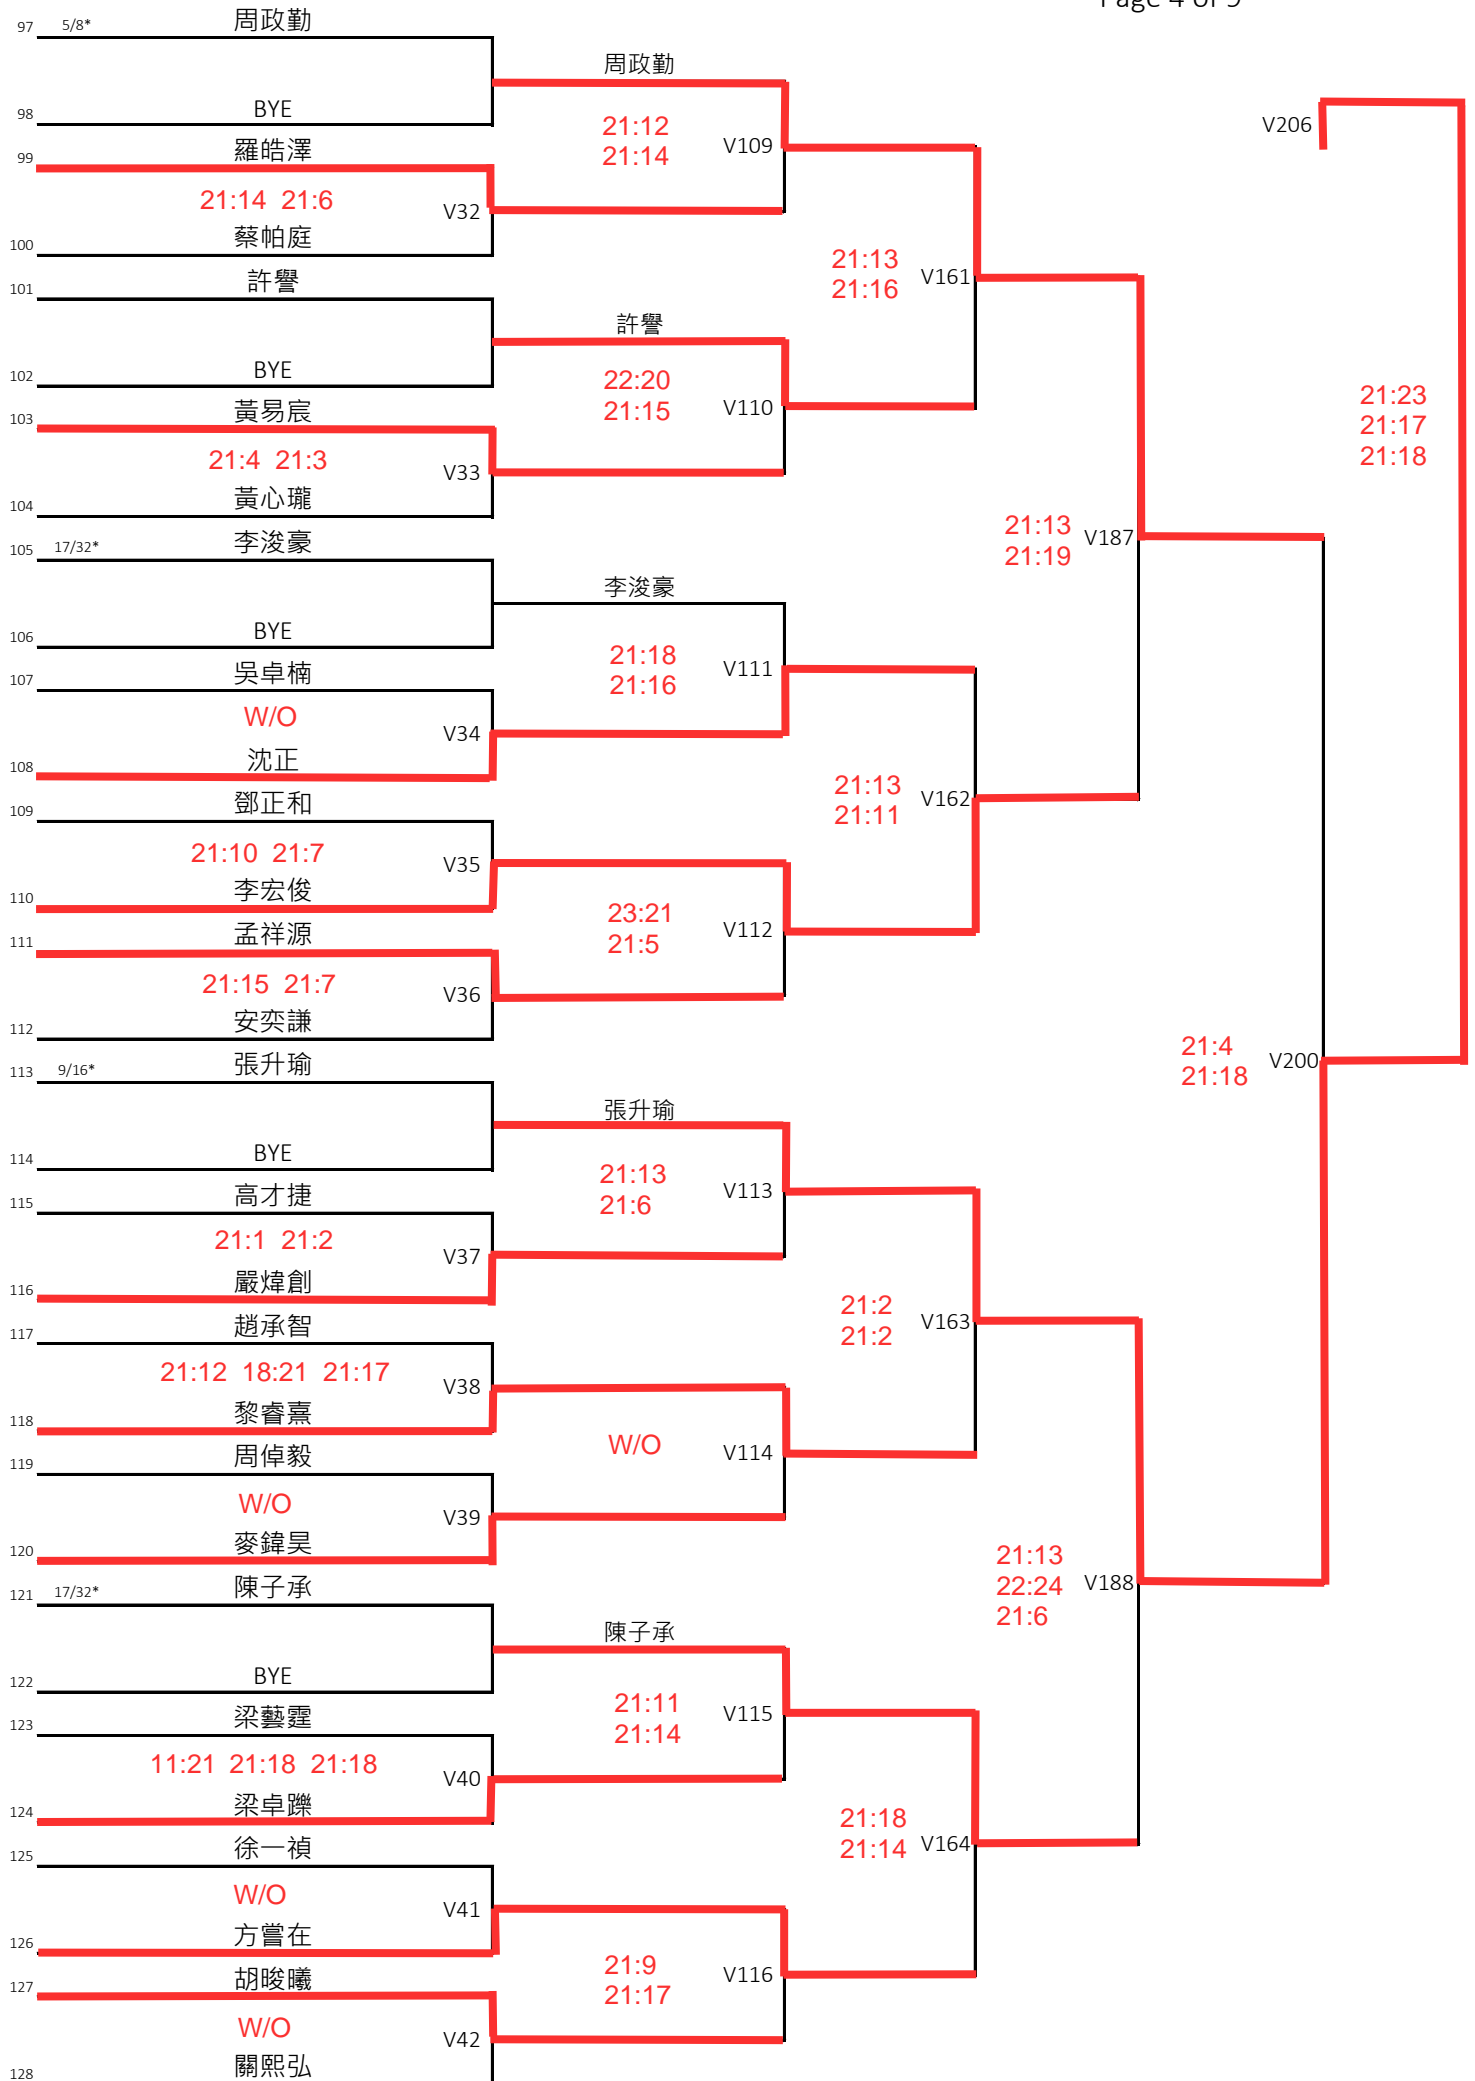 97 5/8* 周政勤
周政勤
98 BYE
21:12
21:14
V109
V206
99 羅皓澤
21:14 21:6
V32
100 蔡帕庭
21:13
21:16
V161
101 許譽
許譽
102 BYE
22:20
21:15
V110
21:23
21:17
21:18
103 黃易宸
21:4 21:3
V33
104 黃心瓏
21:13
21:19
V187
105 17/32* 李浚豪
李浚豪
106 BYE
21:18
21:16
V111
107 吳卓楠
W/O
V34
108 沈正
21:13
21:11
V162
109 鄧正和
21:10 21:7
V35
110 李宏俊
23:21
21:5
V112
111 孟祥源
21:15 21:7
V36
112 安奕謙
21:4
21:18
V200
113 9/16* 張升瑜
張升瑜
114 BYE
21:13
21:6
V113
115 高才捷
21:1 21:2
V37
116 嚴煒創
21:2
21:2
V163
117 趙承智
21:12 18:21 21:17
V38
118 黎睿熹
W/O
V114
119 周倬毅
W/O
V39
120 麥鍏昊
21:13
22:24
21:6
V188
121 17/32* 陳子承
陳子承
122 BYE
21:11
21:14
V115
123 梁藝霆
11:21 21:18 21:18
V40
124 梁卓躒
21:18
21:14
V164
125 徐一禎
W/O
V41
126 方嘗在
21:9
21:17
V116
127 胡晙曦
W/O
V42
128 關熙弘